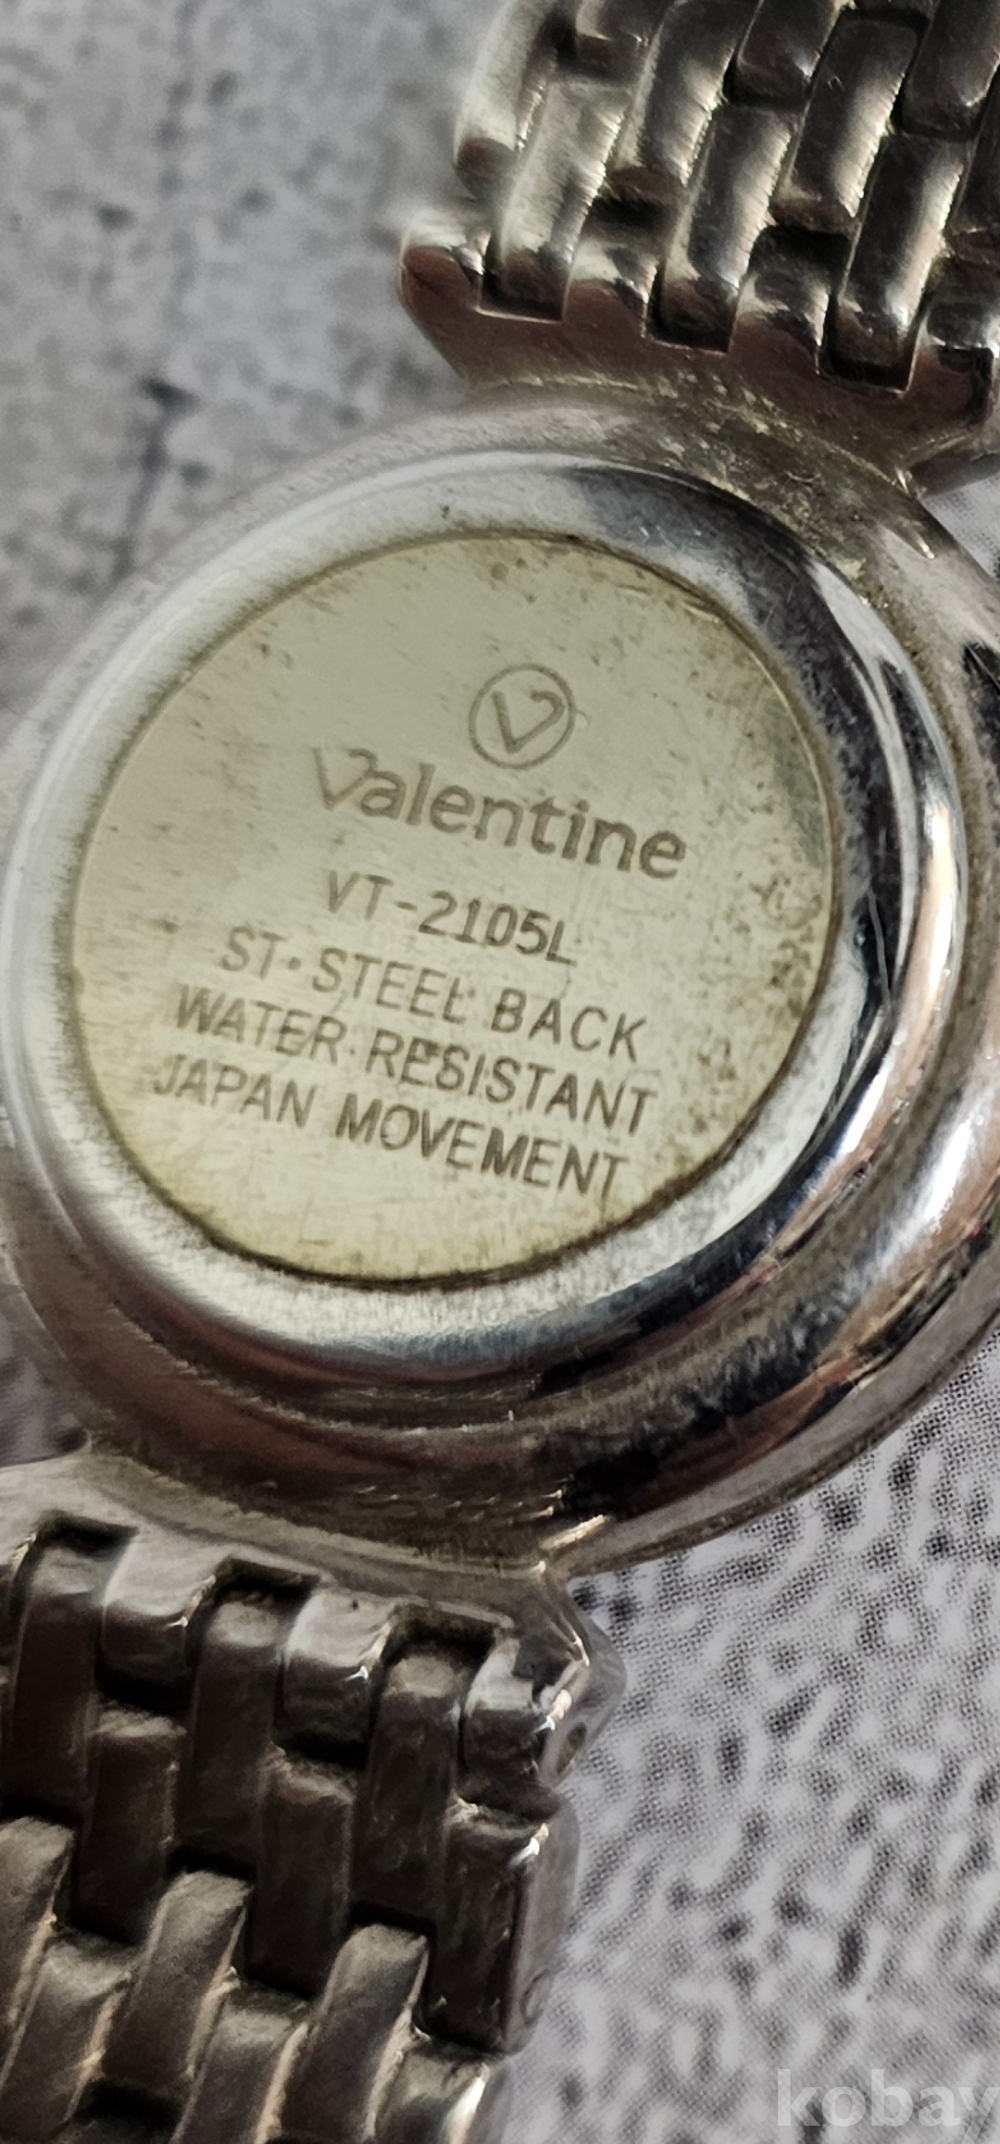 V
Valentine
VT-2105L
ST·STEEL BACK
WATER RESISTANT
JAPAN MOVEMENT
kobay